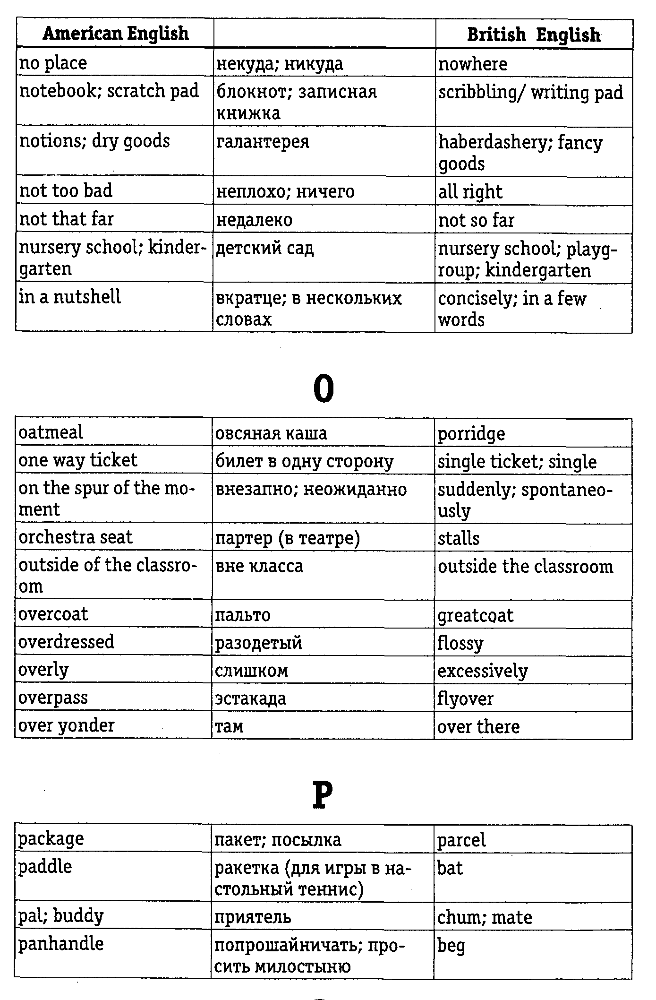 American English British English
no place некуда; никуда nowhere
notebook; scratch pad блокнот; записная scribbling/ writing pad
книжка
notions; dry goods галантерея haberdashery; fancy
goods
not too bad неплохо; ничего all right
not that far недалеко not so far
nursery school; kinder- детский сад nursery school; playg-
garten roup; kindergarten
in a nutshell вкратце; в нескольких concisely; in a few
словах words
O
oatmeal овсяная каша porridge
one way ticket билет в одну сторону single ticket; single
on the spur of the mo- внезапно; неожиданно suddenly; spontaneo-
ment usly
orchestra seat партер (в театре) stalls
outside of the classro- вне класса outside the classroom
om
overcoat пальто greatcoat
overdressed разодетый flossy
overly слишком excessively
overpass эстакада flyover
over yonder там over there
P
package пакет; посылка parcel
paddle ракетка (для игры в на- bat
стольный теннис)
pal; buddy приятель chum; mate
panhandle попрошайничать; про- beg
сить милостыню